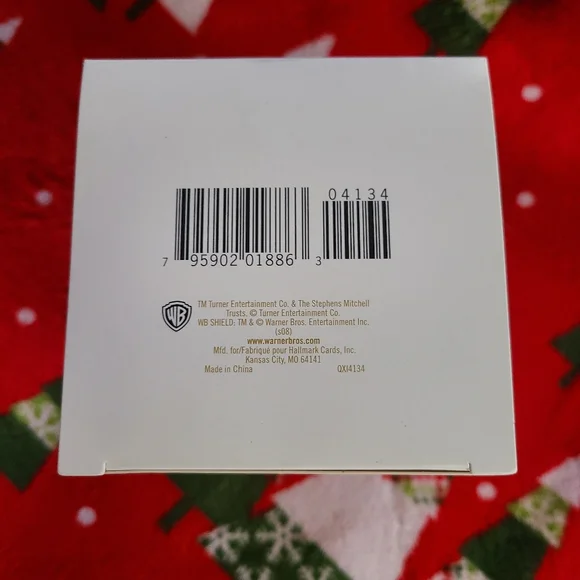 04134
7 95902 01886 3
WB
TM Turner Entertainment Co. & The Stephens Mitchell
Trusts. © Turner Entertainment Co.
WB SHIELD: TM & © Warner Bros. Entertainment Inc.
(s08)
www.warnerbros.com
Mfd. for/Fabriqué pour Hallmark Cards, Inc.
Kansas City, MO 64141
Made in China QXI4134